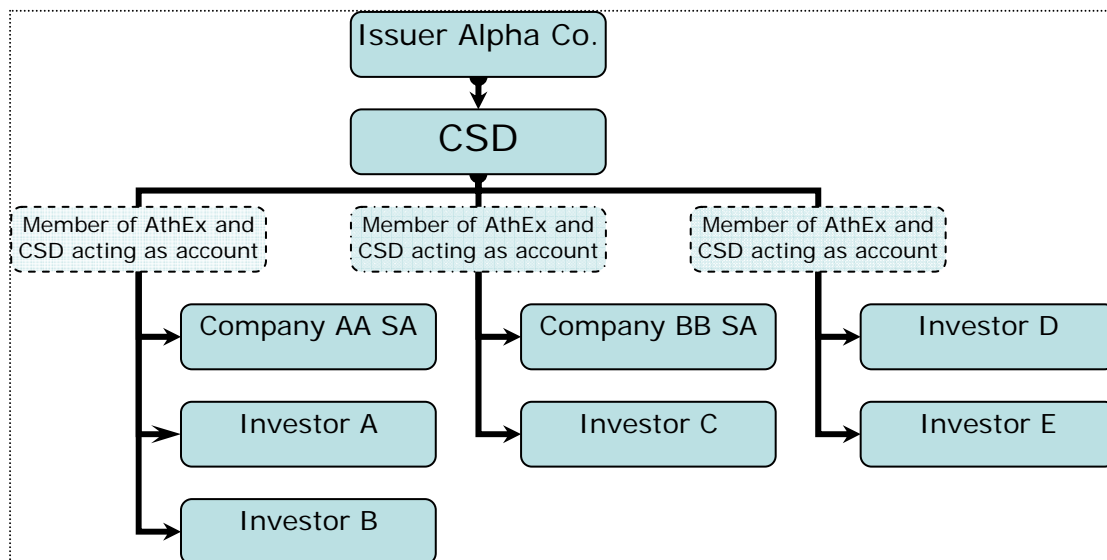 Issuer Alpha Co.
CSD
Member of AthEx and
CSD acting as account
Member of AthEx and
CSD acting as account
Member of AthEx and
CSD acting as account
Company AA SA
Company BB SA
Investor D
Investor A
Investor C
Investor E
Investor B